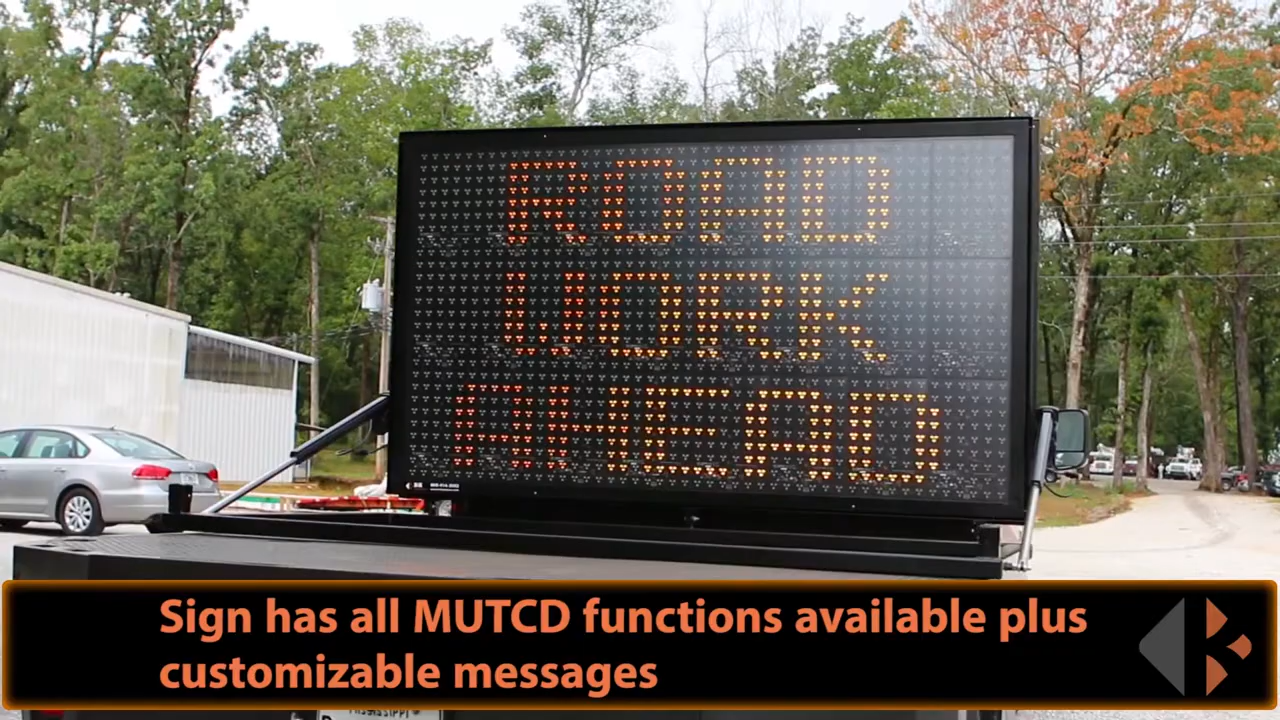 ROAD
WORK
AHEAD
Sign has all MUTCD functions available plus
customizable messages